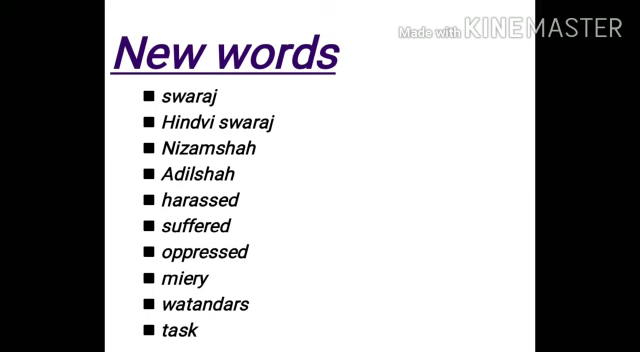 Made with KINEMASTER
New words
swaraj
Hindvi swaraj
Nizamshah
Adilshah
harassed
suffered
oppressed
miery
watandars
task